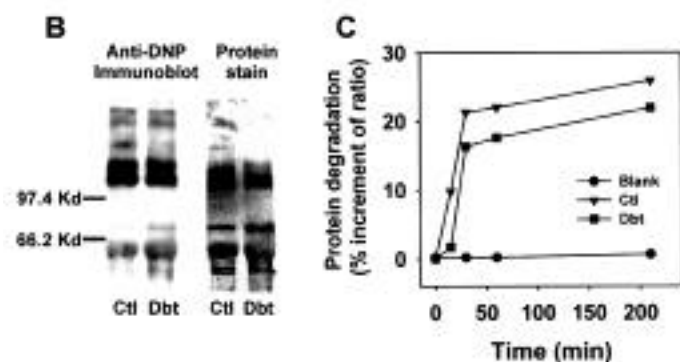 B
Anti-DNP Immunobiot
Protein stain
97.4 Kd
66.2 Kd
Ctl Dbt Ctl Dbt
C
Protein degradation
(% increment of ratio)
30
20
10
0
Blank
Ctl
Dbt
0 50 100 150 200
Time (min)